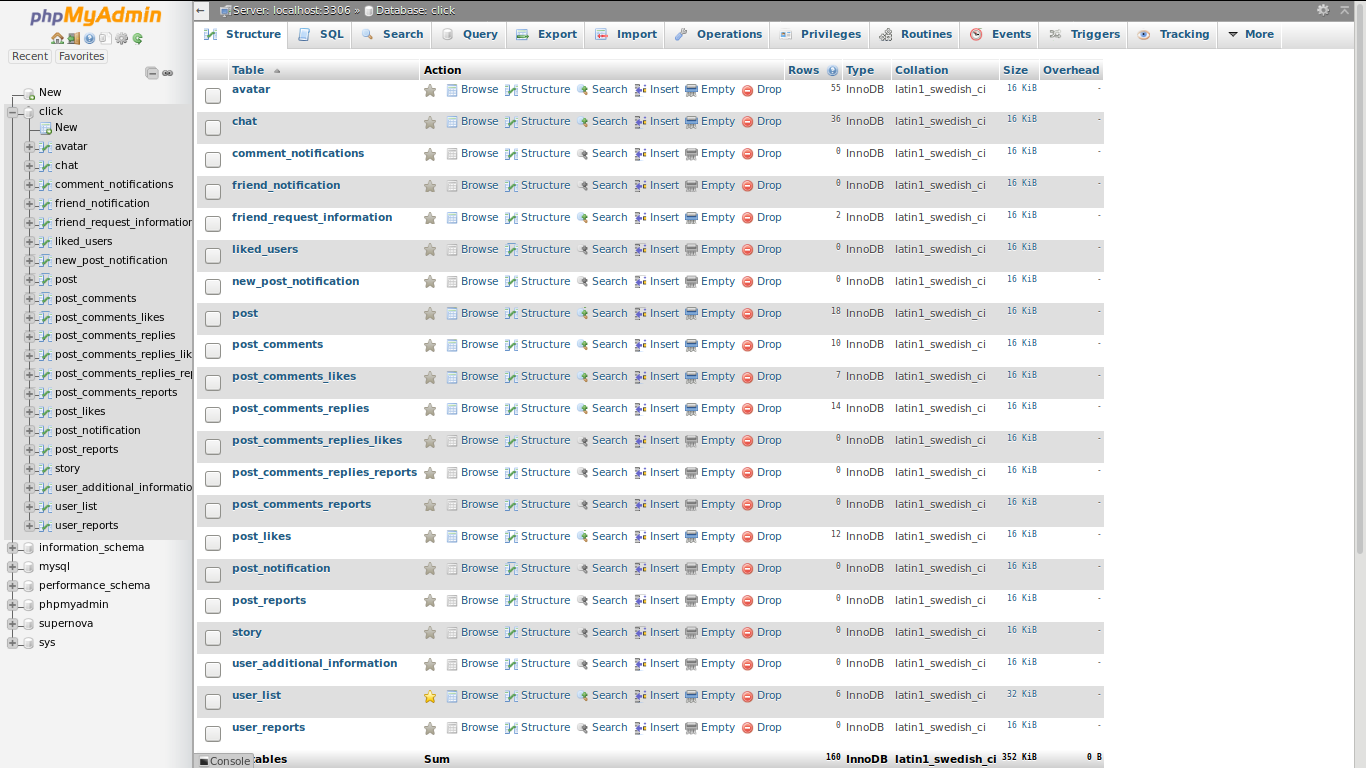 phpMyAdmin
Recent Favorites
New
click
New
avatar
chat
comment_notifications
friend_notification
friend_request_information
liked_users
new_post_notification
post
post_comments
post_comments_likes
post_comments_replies
post_comments_replies_lik
post_comments_replies_rep
post_comments_reports
post_likes
post_notification
post_reports
story
user_additional_informatio
user_list
user_reports
information_schema
mysql
performance_schema
phpmyadmin
supernova
sys
← Server: localhost:3306 » Database: click
Structure SQL Search Query Export Import Operations Privileges Routines Events Triggers Tracking More
Table Action Rows Type Collation Size Overhead
avatar Browse Structure Search Insert Empty Drop 55 InnoDB latin1_swedish_ci 16 KiB -
chat Browse Structure Search Insert Empty Drop 36 InnoDB latin1_swedish_ci 16 KiB -
comment_notifications Browse Structure Search Insert Empty Drop 0 InnoDB latin1_swedish_ci 16 KiB -
friend_notification Browse Structure Search Insert Empty Drop 0 InnoDB latin1_swedish_ci 16 KiB -
friend_request_information Browse Structure Search Insert Empty Drop 2 InnoDB latin1_swedish_ci 16 KiB -
liked_users Browse Structure Search Insert Empty Drop 0 InnoDB latin1_swedish_ci 16 KiB -
new_post_notification Browse Structure Search Insert Empty Drop 0 InnoDB latin1_swedish_ci 16 KiB -
post Browse Structure Search Insert Empty Drop 18 InnoDB latin1_swedish_ci 16 KiB -
post_comments Browse Structure Search Insert Empty Drop 10 InnoDB latin1_swedish_ci 16 KiB -
post_comments_likes Browse Structure Search Insert Empty Drop 7 InnoDB latin1_swedish_ci 16 KiB -
post_comments_replies Browse Structure Search Insert Empty Drop 14 InnoDB latin1_swedish_ci 16 KiB -
post_comments_replies_likes Browse Structure Search Insert Empty Drop 0 InnoDB latin1_swedish_ci 16 KiB -
post_comments_replies_reports Browse Structure Search Insert Empty Drop 0 InnoDB latin1_swedish_ci 16 KiB -
post_comments_reports Browse Structure Search Insert Empty Drop 0 InnoDB latin1_swedish_ci 16 KiB -
post_likes Browse Structure Search Insert Empty Drop 12 InnoDB latin1_swedish_ci 16 KiB -
post_notification Browse Structure Search Insert Empty Drop 0 InnoDB latin1_swedish_ci 16 KiB -
post_reports Browse Structure Search Insert Empty Drop 0 InnoDB latin1_swedish_ci 16 KiB -
story Browse Structure Search Insert Empty Drop 0 InnoDB latin1_swedish_ci 16 KiB -
user_additional_information Browse Structure Search Insert Empty Drop 0 InnoDB latin1_swedish_ci 16 KiB -
user_list Browse Structure Search Insert Empty Drop 6 InnoDB latin1_swedish_ci 32 KiB -
user_reports Browse Structure Search Insert Empty Drop 0 InnoDB latin1_swedish_ci 16 KiB -
Console ables Sum 160 InnoDB latin1_swedish_ci 352 KiB 0 B